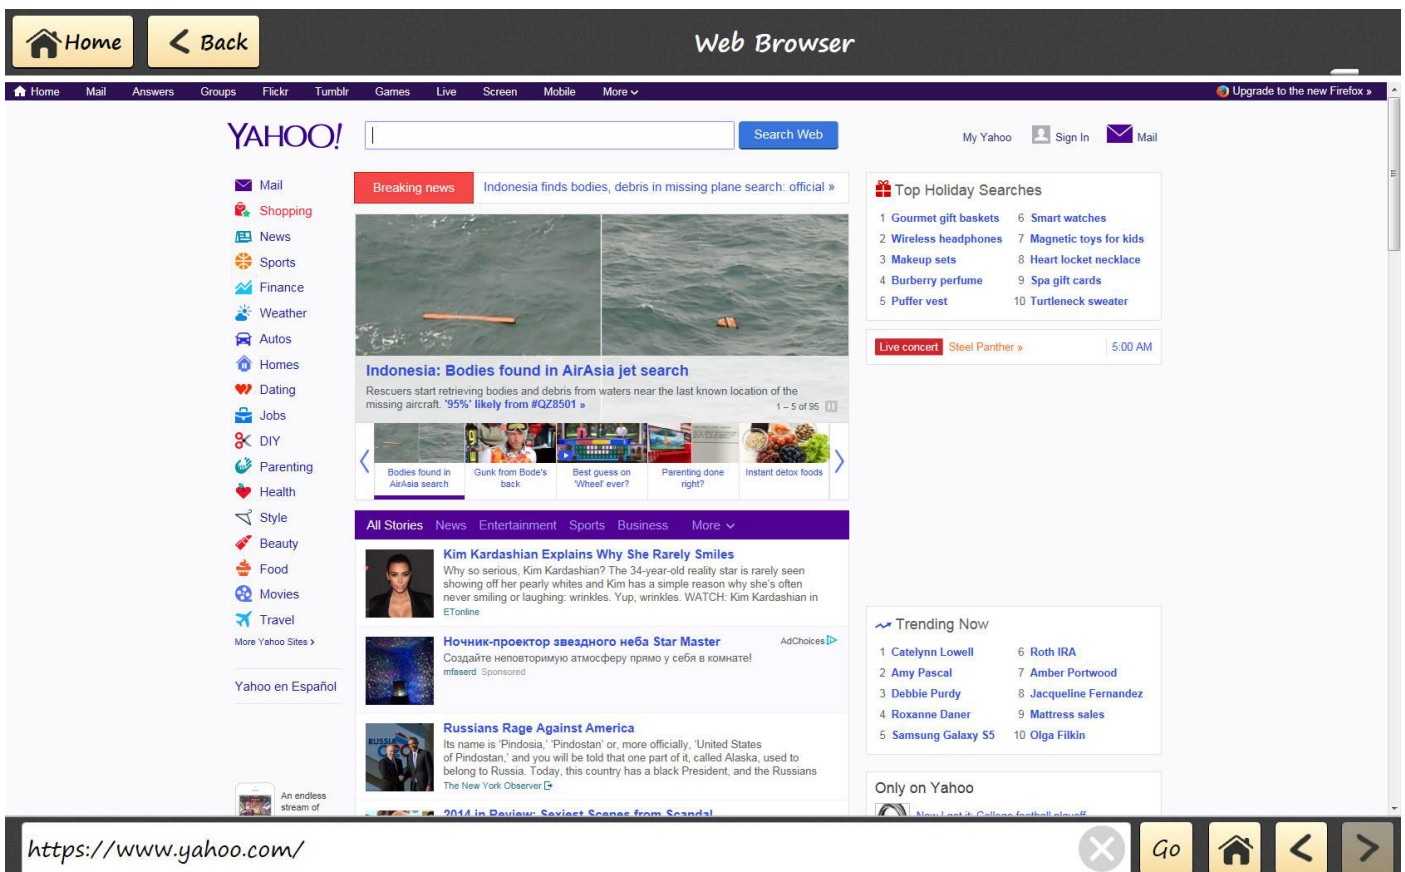 Home
Back
Web Browser
Home Mail Answers Groups Flickr Tumblr Games Live Screen Mobile More
Upgrade to the new Firefox »
YAHOO!
Search Web
My Yahoo
Sign In
Mail
Mail
Shopping
News
Sports
Finance
Weather
Autos
Homes
Dating
Jobs
DIY
Parenting
Health
Style
Beauty
Food
Movies
Travel
More Yahoo Sites >
Yahoo en Español
An endless
stream of
Breaking news
Indonesia finds bodies, debris in missing plane search: official »
Indonesia: Bodies found in AirAsia jet search
Rescuers start retrieving bodies and debris from waters near the last known location of the
missing aircraft. '95%' likely from #QZ8501 »
1 – 5 of 95
Bodies found in
AirAsia search
Gunk from Bode's
back
Best guess on
'Wheel' ever?
Parenting done
right?
Instant detox foods
All Stories News Entertainment Sports Business More
Kim Kardashian Explains Why She Rarely Smiles
Why so serious, Kim Kardashian? The 34-year-old reality star is rarely seen
showing off her pearly whites and Kim has a simple reason why she's often
never smiling or laughing: wrinkles. Yup, wrinkles. WATCH: Kim Kardashian in
ETonline
Ночник-проектор звездного неба Star Master
AdChoices
Создайте неповторимую атмосферу прямо у себя в комнате!
mfaserd Sponsored
Russians Rage Against America
Its name is 'Pindosia,' 'Pindostan' or, more officially, 'United States
of Pindostan,' and you will be told that one part of it, called Alaska, used to
belong to Russia. Today, this country has a black President, and the Russians
The New York Observer
RUSSIA
2014 in Review: Sexiest Scenes from Scandal
Top Holiday Searches
1 Gourmet gift baskets
2 Wireless headphones
3 Makeup sets
4 Burberry perfume
5 Puffer vest
6 Smart watches
7 Magnetic toys for kids
8 Heart locket necklace
9 Spa gift cards
10 Turtleneck sweater
Live concert Steel Panther » 5:00 AM
Trending Now
1 Catelynn Lowell
2 Amy Pascal
3 Debbie Purdy
4 Roxanne Daner
5 Samsung Galaxy S5
6 Roth IRA
7 Amber Portwood
8 Jacqueline Fernandez
9 Mattress sales
10 Olga Filkin
Only on Yahoo
Now I get it: College football playoff
https://www.yahoo.com/
Go